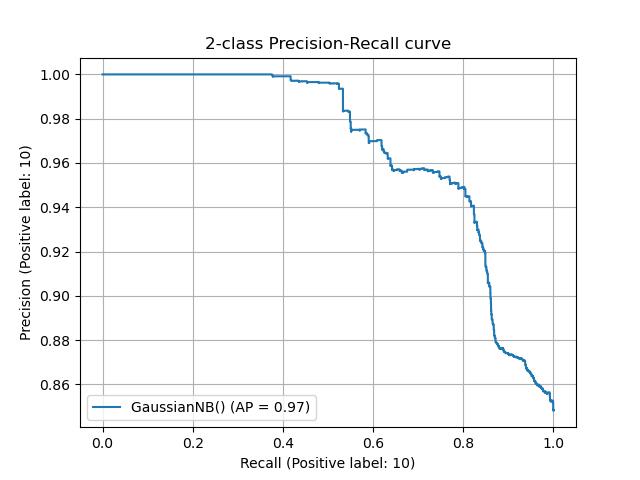 2-class Precision-Recall curve
1.00
0.98
0.96
0.94
0.92
0.90
0.88
0.86
Precision (Positive label: 10)
GaussianNB() (AP = 0.97)
0.0 0.2 0.4 0.6 0.8 1.0
Recall (Positive label: 10)